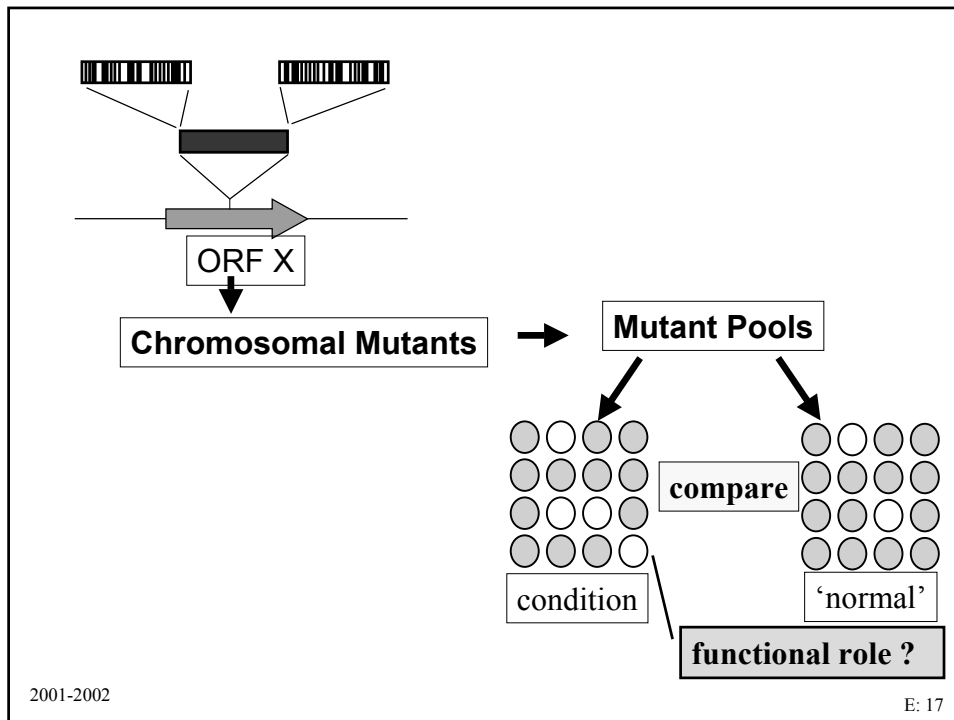 ORF X
Chromosomal Mutants
Mutant Pools
compare
condition
‘normal’
functional role ?
2001-2002
E: 17